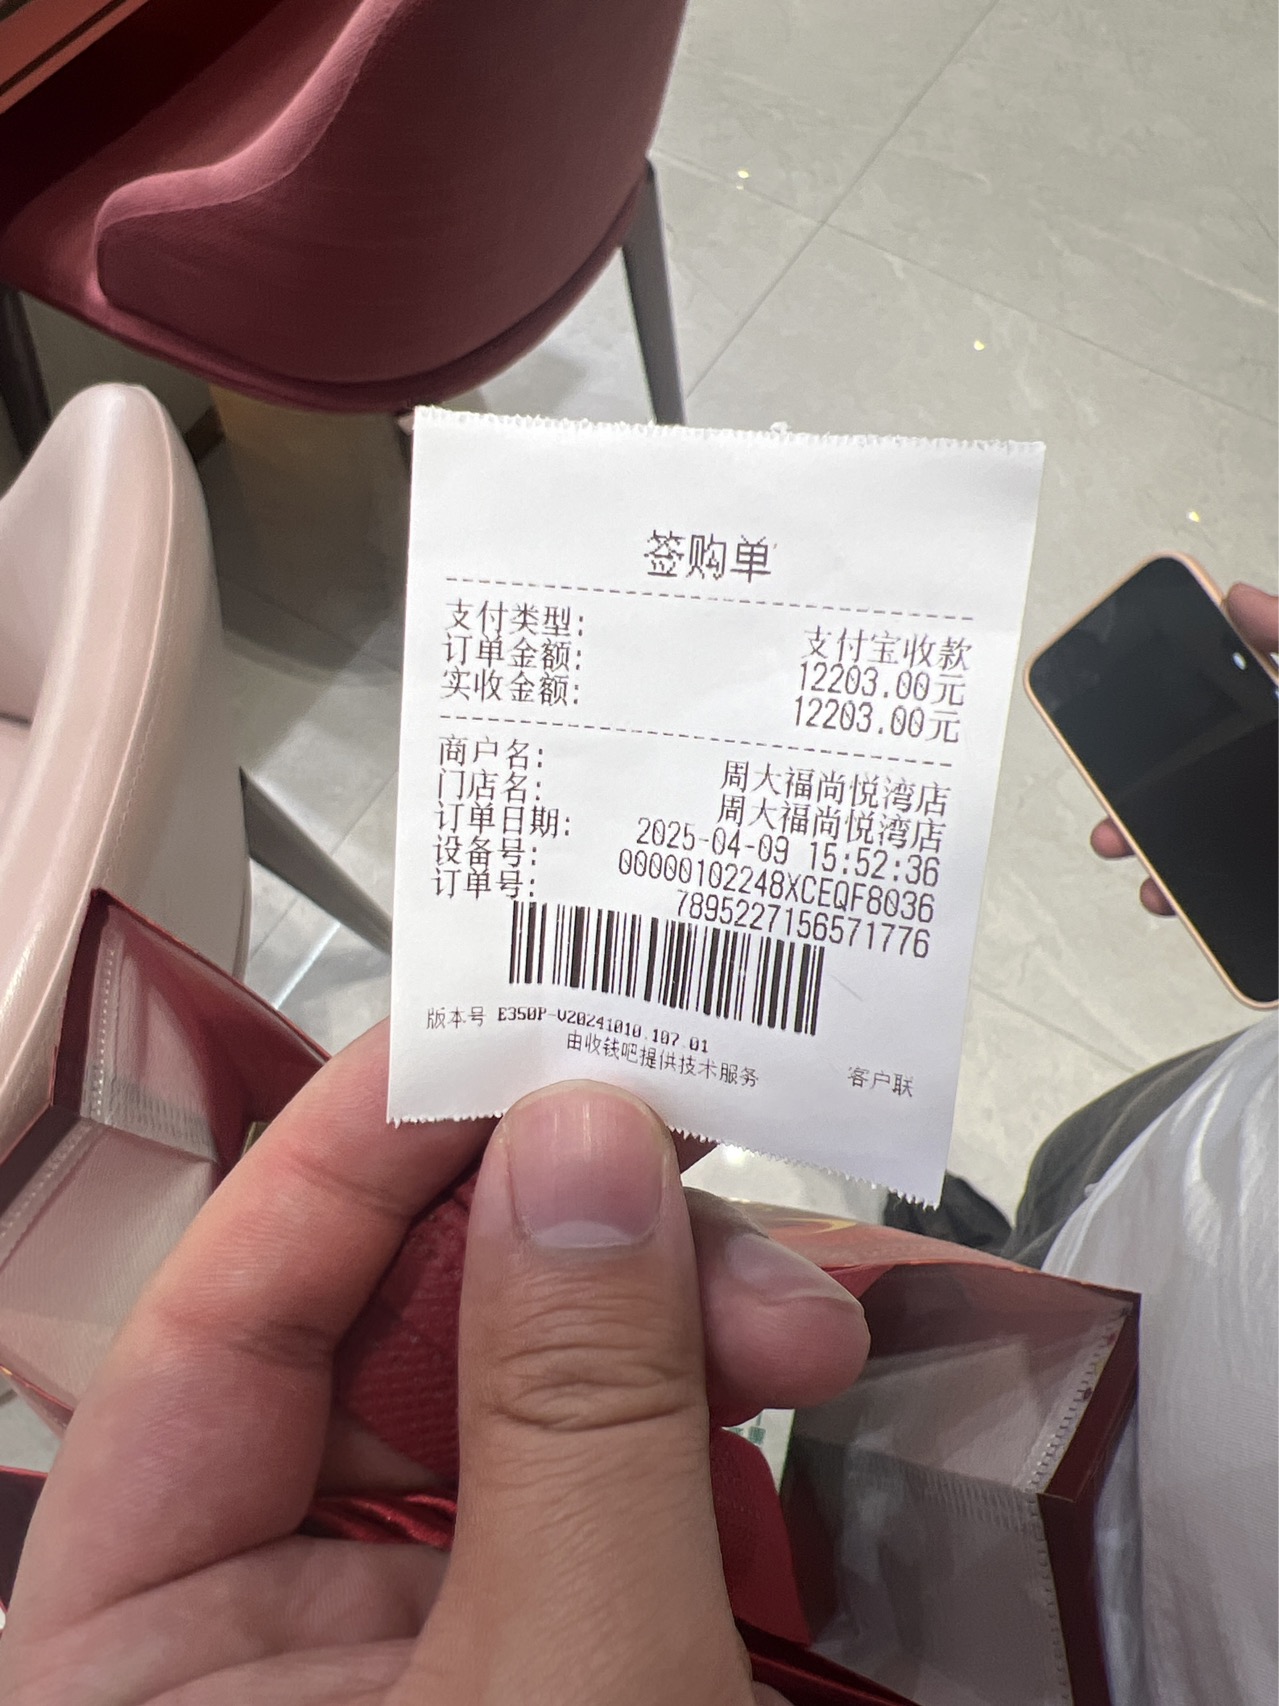 签购单
支付类型: 支付宝收款
订单金额: 12203.00元
实收金额: 12203.00元
商户名: 周大福尚悦湾店
门店名: 周大福尚悦湾店
订单日期: 2025-04-09 15:52:36
设备号: 00000102248XCEQF8036
订单号: 7895227156571776
版本号 E350P-V20241010.107.01
由收钱吧提供技术服务
客户联